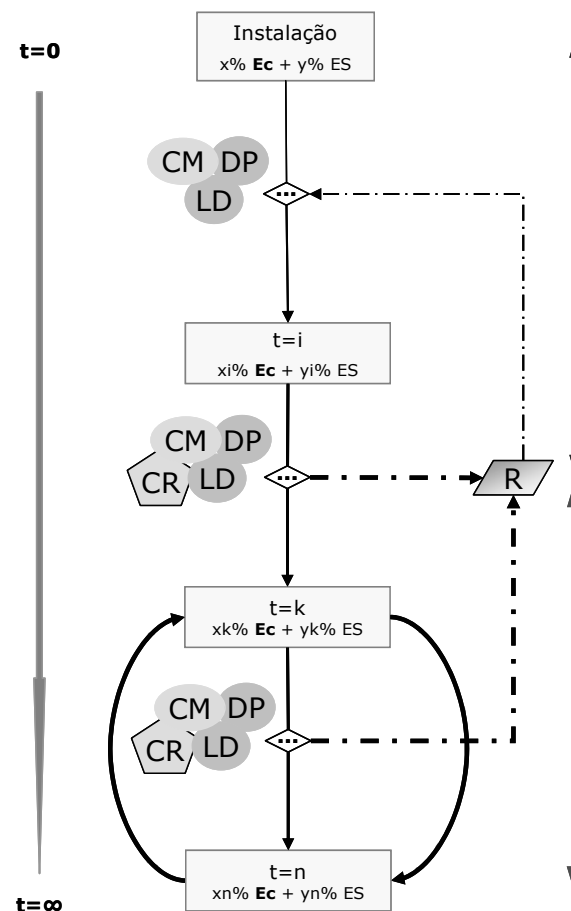 Instalação
x% Ec + y% ES
t=0
CM DP
LD
...
t=i
xi% Ec + yi% ES
CM DP
CR LD
...
R
t=k
xk% Ec + yk% ES
CM DP
CR LD
...
t=n
xn% Ec + yn% ES
t=∞